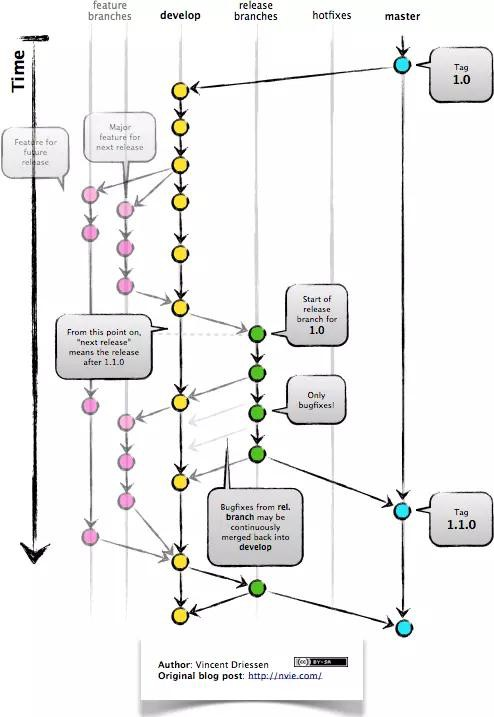 feature
branches
develop
release
branches
hotfixes
master
Time
Tag
1.0
Feature for
future
release
Major
feature for
next release
From this point on,
"next release"
means the release
after 1.1.0
Start of
release
branch for
1.0
Only
bugfixes!
Bugfixes from rel.
branch may be
continuously
merged back into
develop
Tag
1.1.0
Author: Vincent Driessen
Original blog post: http://nvie.com/
cc BY-SA